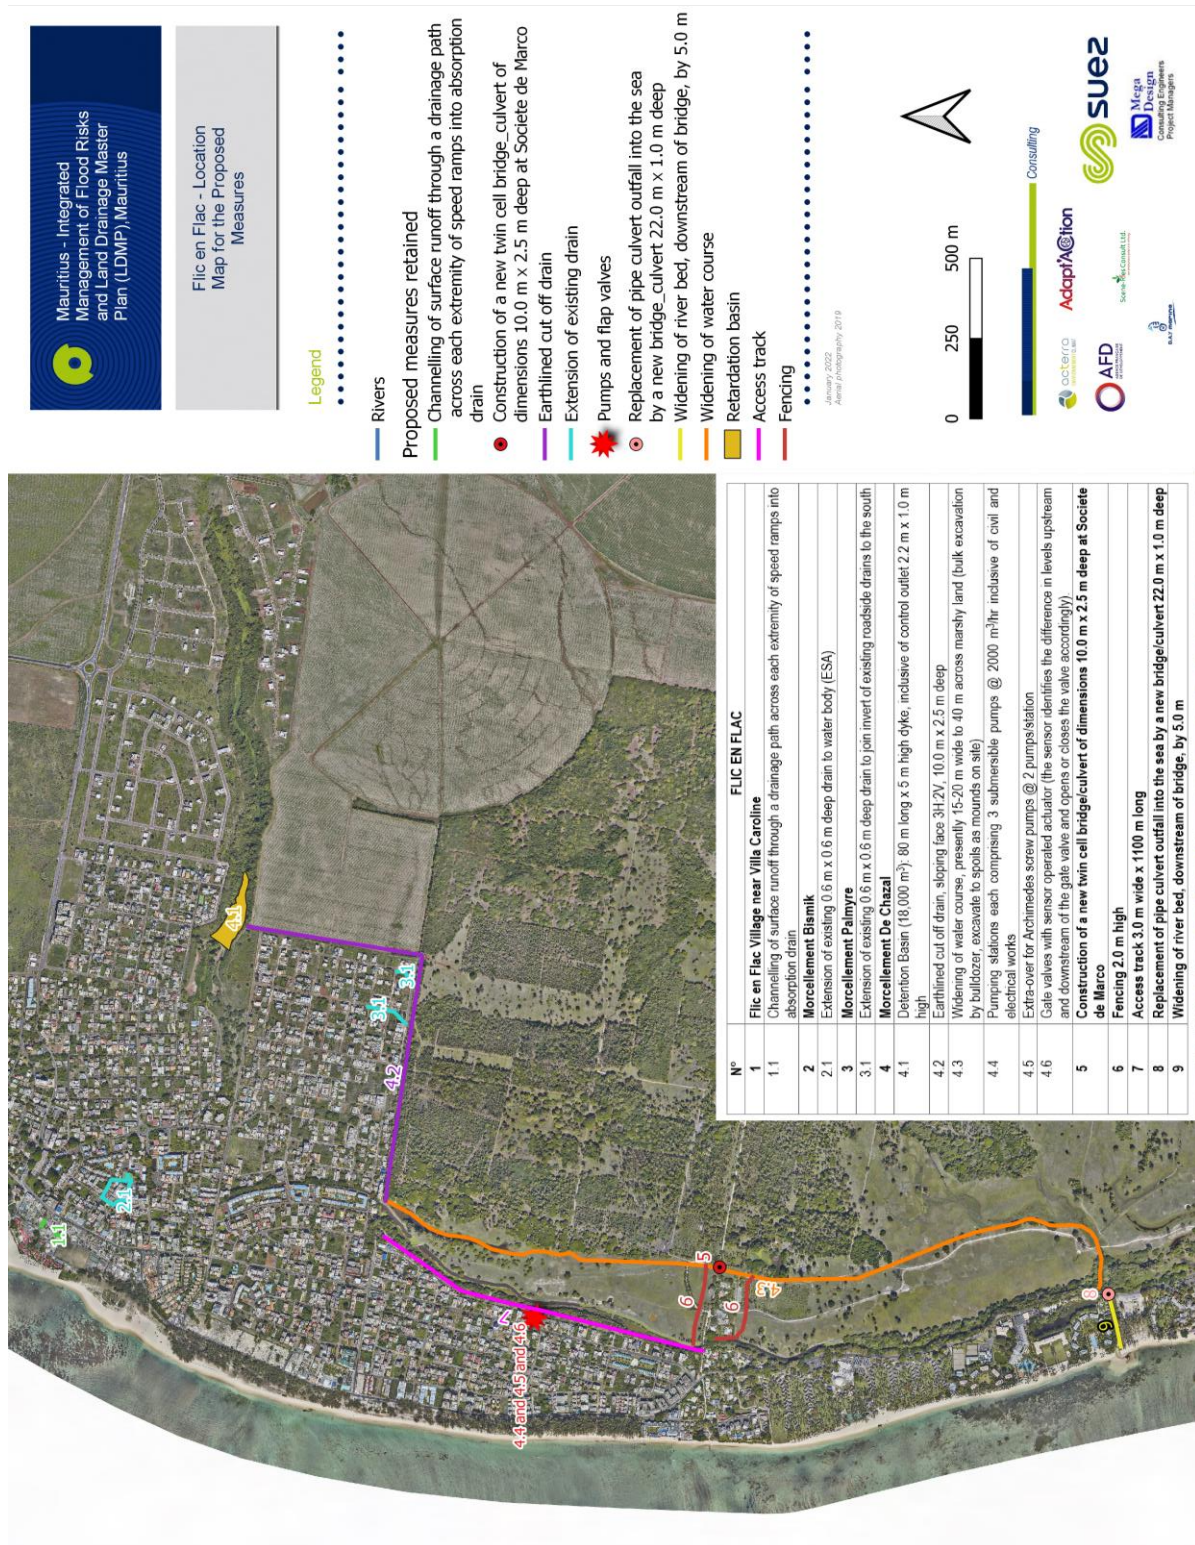 Mauritius - Integrated
Management of Flood Risks
and Land Drainage Master
Plan (LDMP),Mauritius
Flic en Flac - Location
Map for the Proposed
Measures
Legend
Rivers
Proposed measures retained
Channelling of surface runoff through a drainage path
across each extremity of speed ramps into absorption
drain
Construction of a new twin cell bridge_culvert of
dimensions 10.0 m x 2.5 m deep at Societe de Marco
Earthlined cut off drain
Extension of existing drain
Pumps and flap valves
Replacement of pipe culvert outfall into the sea
by a new bridge_culvert 22.0 m x 1.0 m deep
Widening of river bed, downstream of bridge, by 5.0 m
Widening of water course
Retardation basin
Access track
Fencing
January 2022
Aerial photography 2019
0 250 500 m
Consulting
acterra
Adapt'Action
suez
AFD
Mega
Design
Consulting Engineers
Project Managers
1.1
2.1
4.1
3.1
3.1
4.2
7
4.4 and 4.5 and 4.6
6
5
6
4.3
8
9
N° FLIC EN FLAC
1 Flic en Flac Village near Villa Caroline
1.1 Channelling of surface runoff through a drainage path across each extremity of speed ramps into
absorption drain
2 Morcellement Bismik
2.1 Extension of existing 0.6 m x 0.6 m deep drain to water body (ESA)
3 Morcellement Palmyre
3.1 Extension of existing 0.6 m x 0.6 m deep drain to join invert of existing roadside drains to the south
4 Morcellement De Chazal
4.1 Detention Basin (18,000 m³): 80 m long x 5 m high dyke, inclusive of control outlet 2.2 m x 1.0 m
high
4.2 Earthlined cut off drain, sloping face 3H:2V, 10.0 m x 2.5 m deep
4.3 Widening of water course, presently 15-20 m wide to 40 m across marshy land (bulk excavation
by bulldozer, excavate to spoils as mounds on site)
4.4 Pumping stations each comprising 3 submersible pumps @ 2000 m³/hr inclusive of civil and
electrical works
4.5 Extra-over for Archimedes screw pumps @ 2 pumps/station
4.6 Gate valves with sensor operated actuator (the sensor identifies the difference in levels upstream
and downstream of the gate valve and opens or closes the valve accordingly)
5 Construction of a new twin cell bridge/culvert of dimensions 10.0 m x 2.5 m deep at Societe
de Marco
6 Fencing 2.0 m high
7 Access track 3.0 m wide x 1100 m long
8 Replacement of pipe culvert outfall into the sea by a new bridge/culvert 22.0 m x 1.0 m deep
9 Widening of river bed, downstream of bridge, by 5.0 m